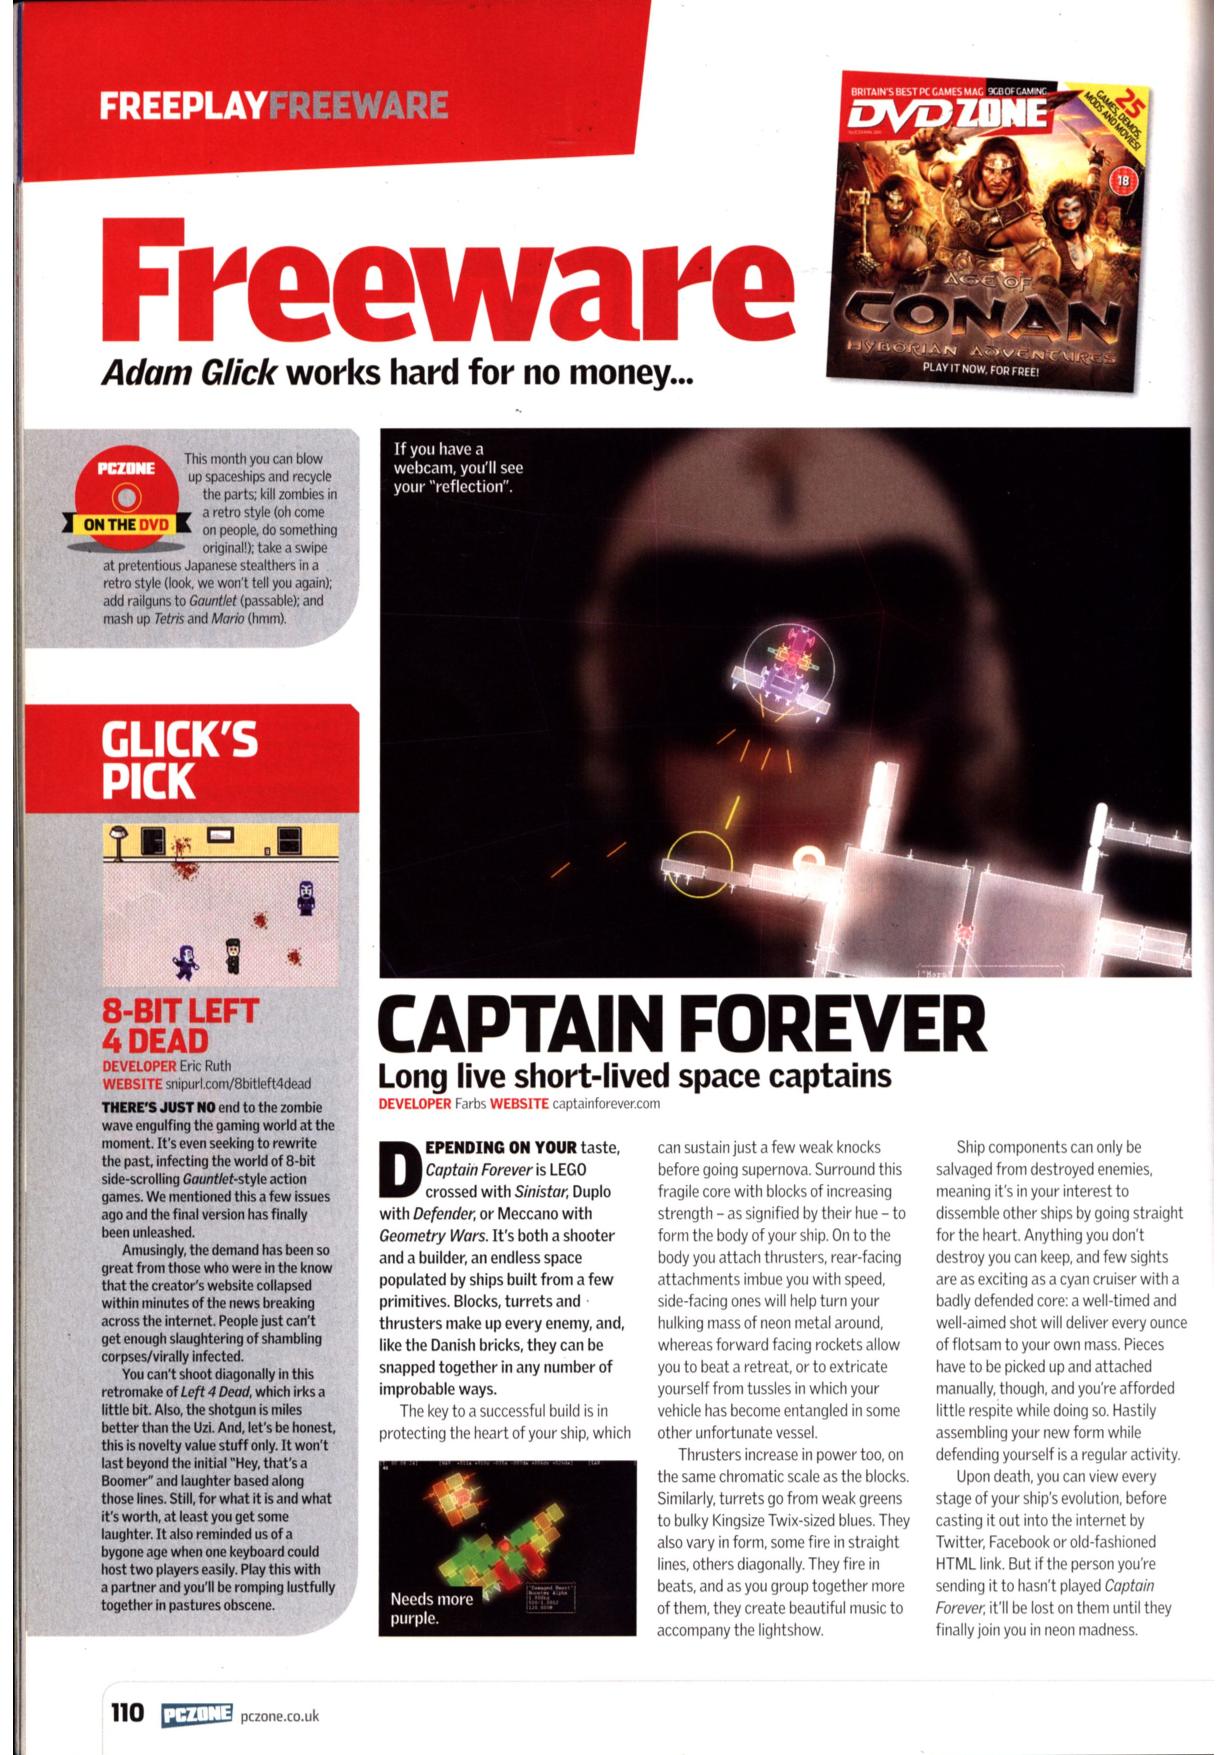 FREEPLAYFREEWARE
BRITAIN'S BEST PC GAMES MAG 9GB OF GAMING
DVDZONE
25
GAMES, DEMOS,
MODS AND MOVIES!
18
AGE OF
CONAN
HYBORIAN ADVENTURES
PLAY IT NOW, FOR FREE!
Freeware
Adam Glick works hard for no money...
PCZONE
ON THE DVD
This month you can blow
up spaceships and recycle
the parts; kill zombies in
a retro style (oh come
on people, do something
original!); take a swipe
at pretentious Japanese stealthers in a
retro style (look, we won't tell you again);
add railguns to Gauntlet (passable); and
mash up Tetris and Mario (hmm).
GLICK'S
PICK
8-BIT LEFT
4 DEAD
DEVELOPER Eric Ruth
WEBSITE snipurl.com/8bitleft4dead
THERE'S JUST NO end to the zombie
wave engulfing the gaming world at the
moment. It's even seeking to rewrite
the past, infecting the world of 8-bit
side-scrolling Gauntlet-style action
games. We mentioned this a few issues
ago and the final version has finally
been unleashed.
Amusingly, the demand has been so
great from those who were in the know
that the creator's website collapsed
within minutes of the news breaking
across the internet. People just can't
get enough slaughtering of shambling
corpses/virally infected.
You can't shoot diagonally in this
retromake of Left 4 Dead, which irks a
little bit. Also, the shotgun is miles
better than the Uzi. And, let's be honest,
this is novelty value stuff only. It won't
last beyond the initial "Hey, that's a
Boomer" and laughter based along
those lines. Still, for what it is and what
it's worth, at least you get some
laughter. It also reminded us of a
bygone age when one keyboard could
host two players easily. Play this with
a partner and you'll be romping lustfully
together in pastures obscene.
If you have a
webcam, you'll see
your "reflection".
CAPTAIN FOREVER
Long live short-lived space captains
DEVELOPER Farbs WEBSITE captainforever.com
DEPENDING ON YOUR taste,
Captain Forever is LEGO
crossed with Sinistar, Duplo
with Defender, or Meccano with
Geometry Wars. It's both a shooter
and a builder, an endless space
populated by ships built from a few
primitives. Blocks, turrets and
thrusters make up every enemy, and,
like the Danish bricks, they can be
snapped together in any number of
improbable ways.
The key to a successful build is in
protecting the heart of your ship, which
Needs more
purple.
can sustain just a few weak knocks
before going supernova. Surround this
fragile core with blocks of increasing
strength – as signified by their hue – to
form the body of your ship. On to the
body you attach thrusters, rear-facing
attachments imbue you with speed,
side-facing ones will help turn your
hulking mass of neon metal around,
whereas forward facing rockets allow
you to beat a retreat, or to extricate
yourself from tussles in which your
vehicle has become entangled in some
other unfortunate vessel.
Thrusters increase in power too, on
the same chromatic scale as the blocks.
Similarly, turrets go from weak greens
to bulky Kingsize Twix-sized blues. They
also vary in form, some fire in straight
lines, others diagonally. They fire in
beats, and as you group together more
of them, they create beautiful music to
accompany the lightshow.
Ship components can only be
salvaged from destroyed enemies,
meaning it's in your interest to
dissemble other ships by going straight
for the heart. Anything you don't
destroy you can keep, and few sights
are as exciting as a cyan cruiser with a
badly defended core: a well-timed and
well-aimed shot will deliver every ounce
of flotsam to your own mass. Pieces
have to be picked up and attached
manually, though, and you're afforded
little respite while doing so. Hastily
assembling your new form while
defending yourself is a regular activity.
Upon death, you can view every
stage of your ship's evolution, before
casting it out into the internet by
Twitter, Facebook or old-fashioned
HTML link. But if the person you're
sending it to hasn't played Captain
Forever, it'll be lost on them until they
finally join you in neon madness.
110 PCZONE pczone.co.uk